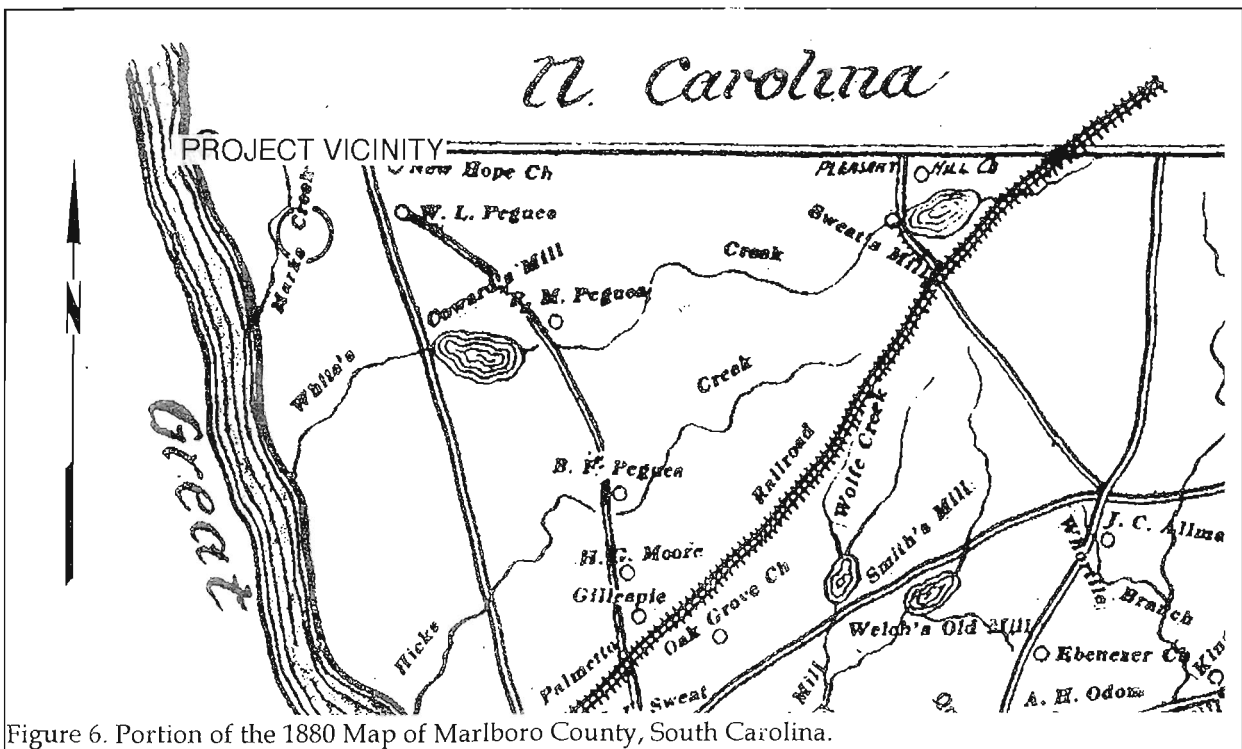 N. Carolina
PROJECT VICINITY
New Hope Ch
PLEASANT HILL Ch
Marks Creek
W. L. Pegues
Sweat's Mill
Creek
Coward's Mill
R. M. Pegues
N
White's
Creek
Great
Railroad
Wolfe Creek
B. F. Pegues
Smith's Mill
J. C. Allma
Whortle
Branch
H. G. Moore
Gillespie
Oak Grove Ch
Welch's Old Mill
Hicks
Palmetto
Ebenezer Ch
Sweat
Mill
A. H. Odom
Figure 6. Portion of the 1880 Map of Marlboro County, South Carolina.